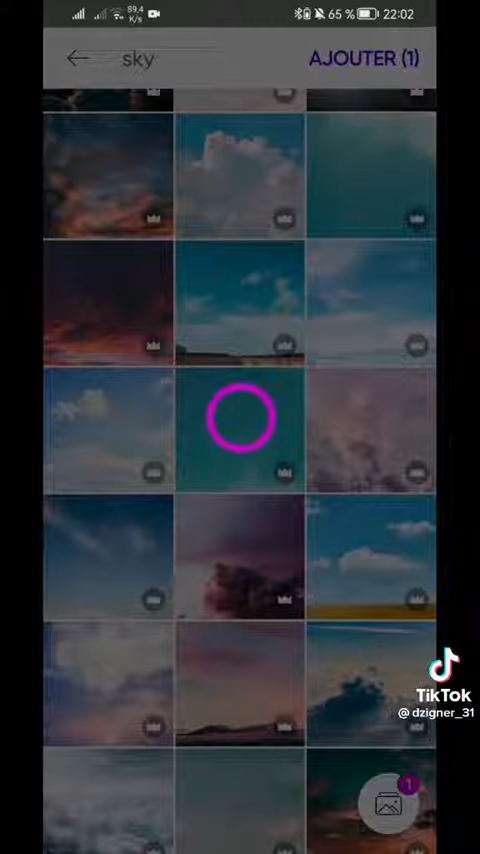 89,4
K/s
65 %
22:02
sky
AJOUTER (1)
TikTok
@ dzigner_31
1